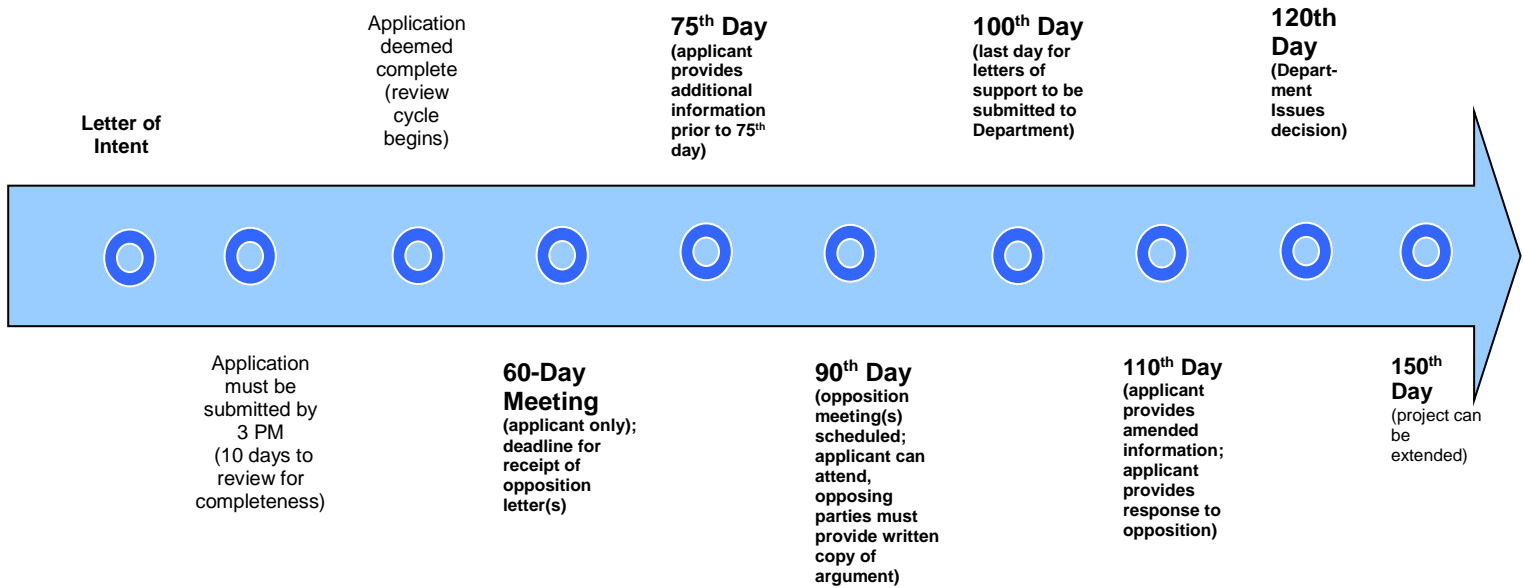 Letter of
Intent
Application
must be
submitted by
3 PM
(10 days to
review for
completeness)
Application
deemed
complete
(review
cycle
begins)
60-Day
Meeting
(applicant only);
deadline for
receipt of
opposition
letter(s)
75th Day
(applicant
provides
additional
information
prior to 75th
day)
90th Day
(opposition
meeting(s)
scheduled;
applicant can
attend,
opposing
parties must
provide written
copy of
argument)
100th Day
(last day for
letters of
support to be
submitted to
Department)
110th Day
(applicant
provides
amended
information;
applicant
provides
response to
opposition)
120th
Day
(Depart-
ment
Issues
decision)
150th
Day
(project can
be
extended)